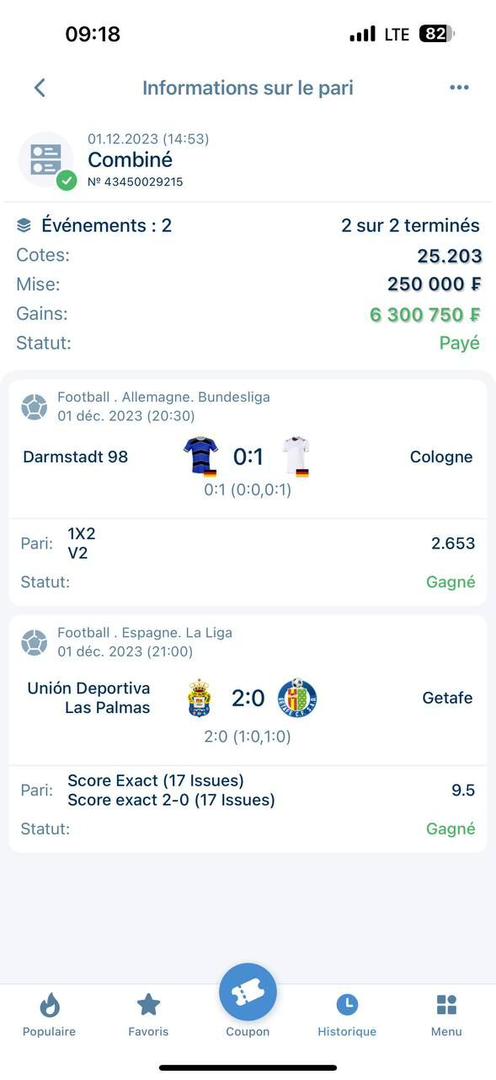 09:18
LTE 82
Informations sur le pari
01.12.2023 (14:53)
Combiné
№ 43450029215
Événements : 2 2 sur 2 terminés
Cotes: 25.203
Mise: 250 000 ₣
Gains: 6 300 750 ₣
Statut: Payé
Football . Allemagne. Bundesliga
01 déc. 2023 (20:30)
Darmstadt 98 0:1 Cologne
0:1 (0:0,0:1)
Pari: 1X2 2.653
V2
Statut: Gagné
Football . Espagne. La Liga
01 déc. 2023 (21:00)
Unión Deportiva
Las Palmas 2:0 Getafe
2:0 (1:0,1:0)
Pari: Score Exact (17 Issues) 9.5
Score exact 2-0 (17 Issues)
Statut: Gagné
Populaire Favoris Coupon Historique Menu